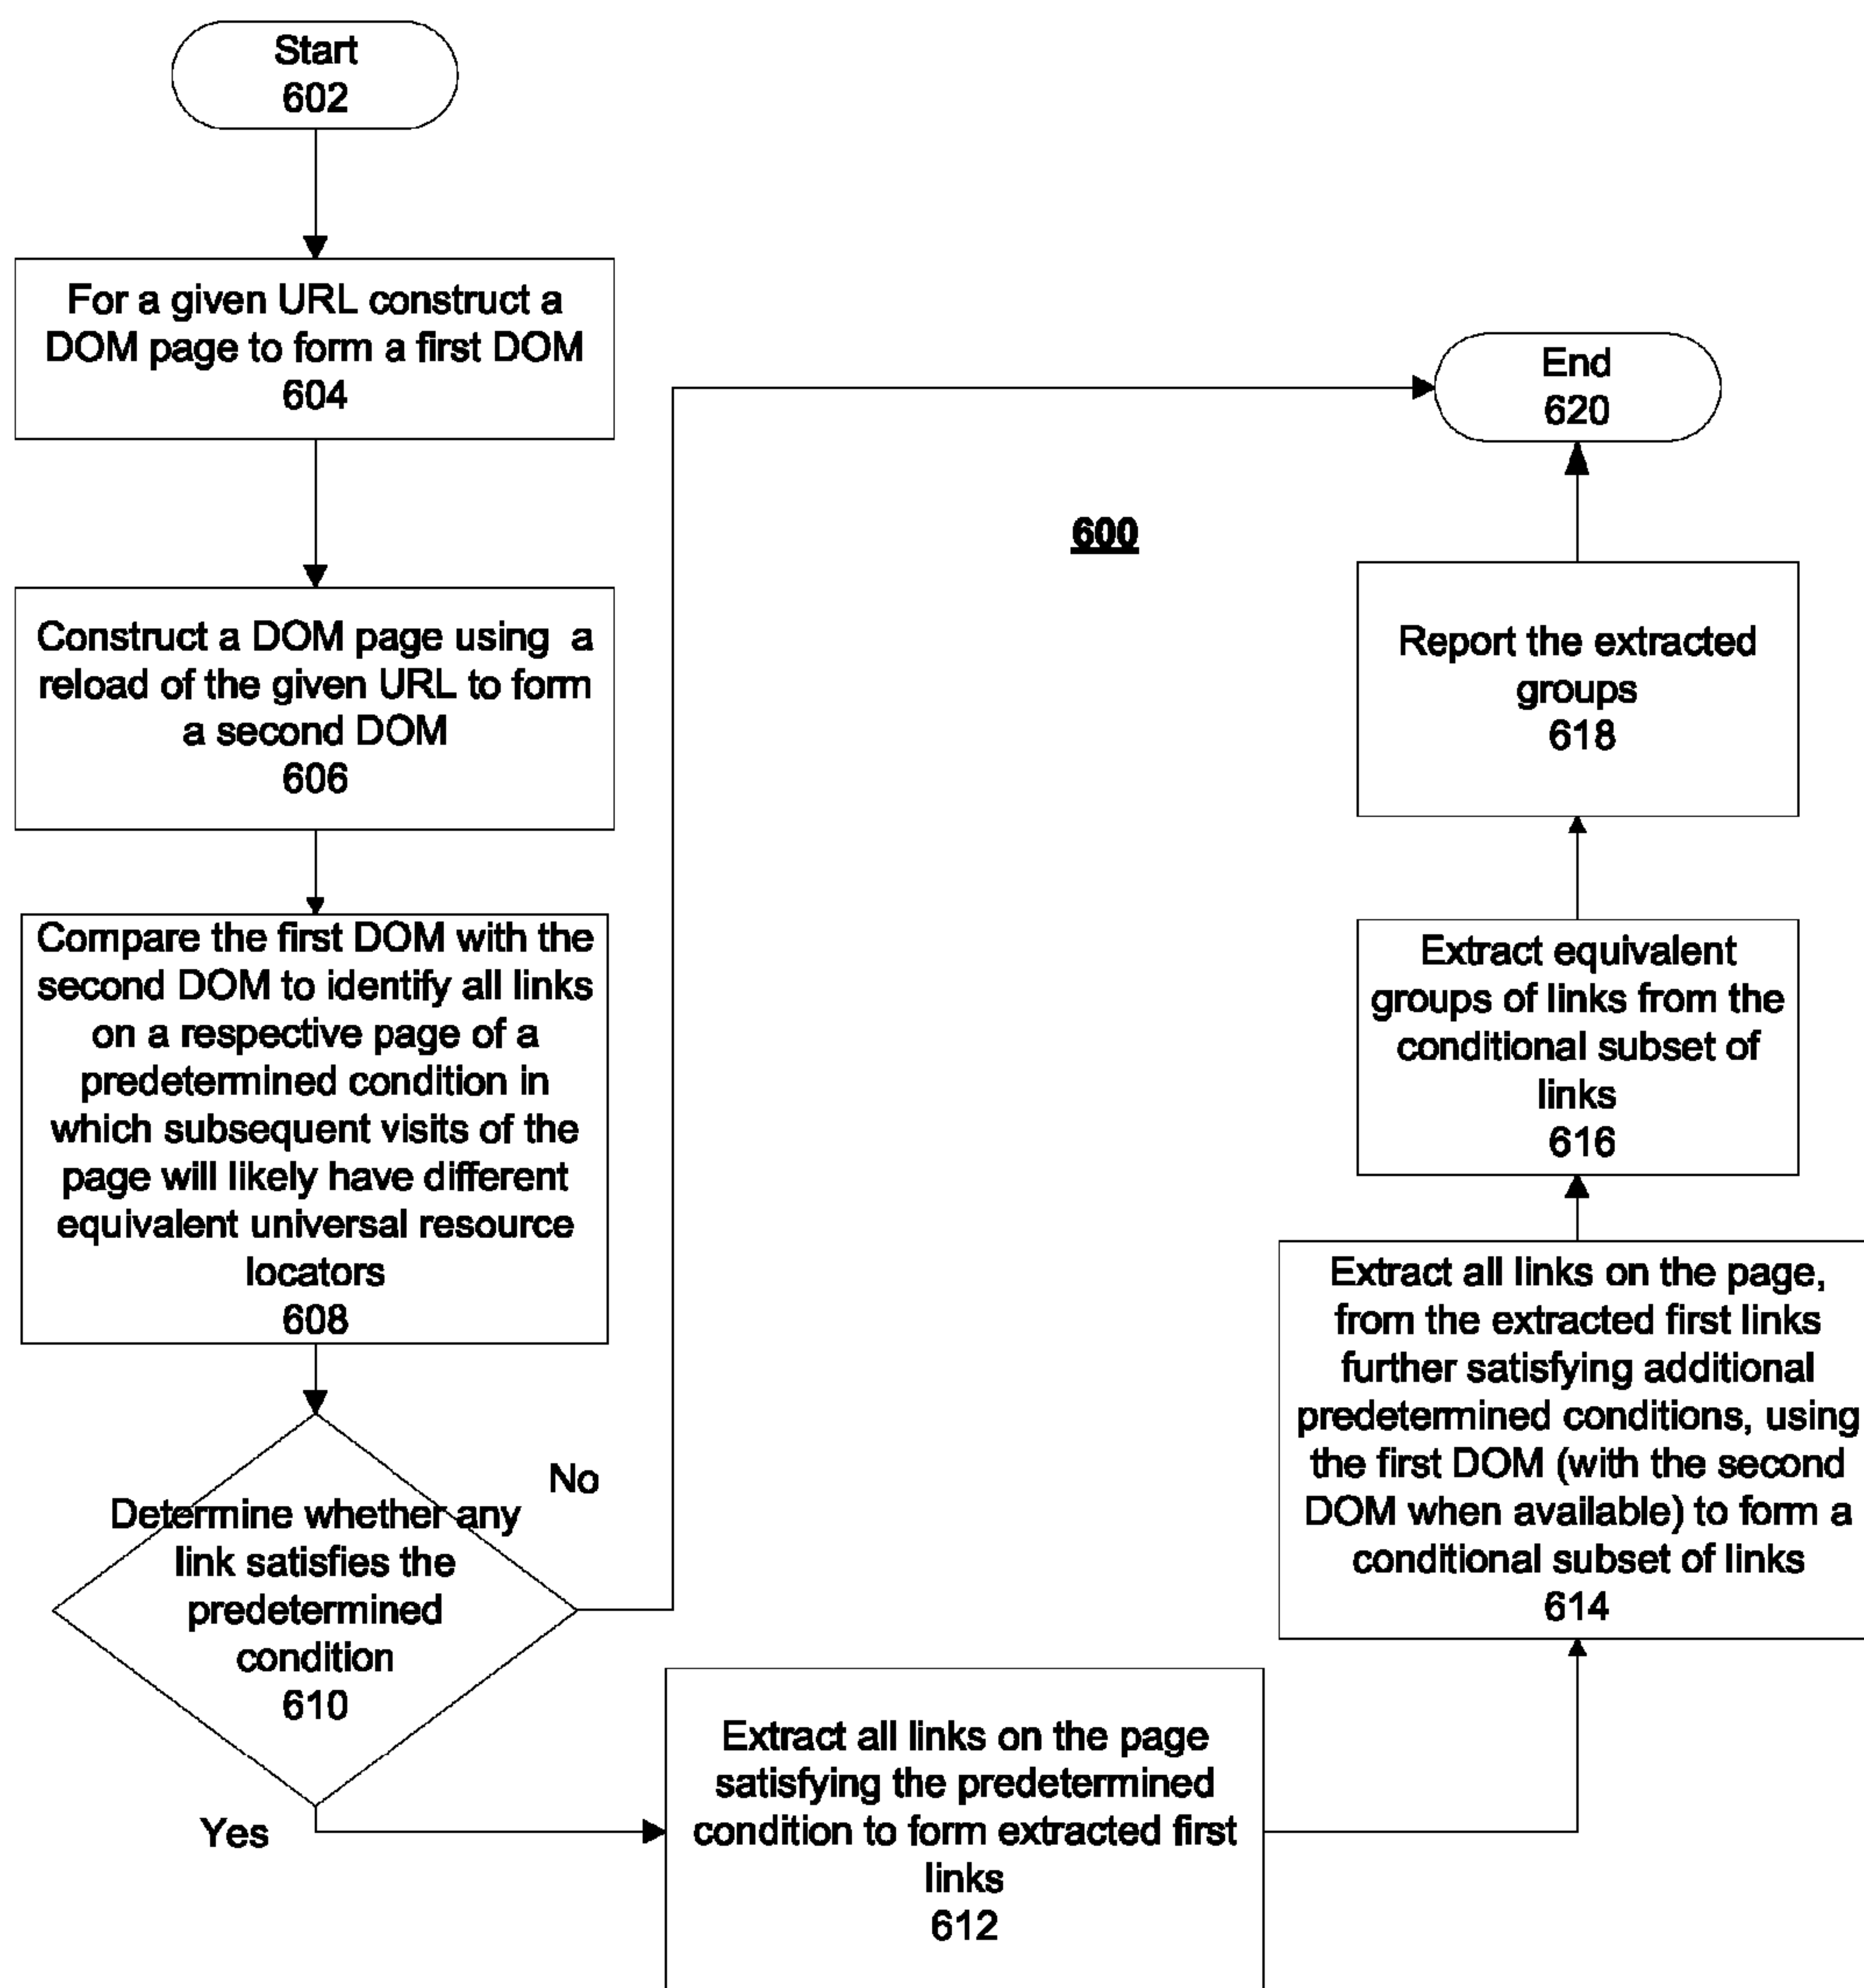 Start
602
For a given URL construct a
DOM page to form a first DOM
604
Construct a DOM page using a
reload of the given URL to form
a second DOM
606
Compare the first DOM with the
second DOM to identify all links
on a respective page of a
predetermined condition in
which subsequent visits of the
page will likely have different
equivalent universal resource
locators
608
Determine whether any
link satisfies the
predetermined
condition
610
No
Yes
Extract all links on the page
satisfying the predetermined
condition to form extracted first
links
612
Extract all links on the page,
from the extracted first links
further satisfying additional
predetermined conditions, using
the first DOM (with the second
DOM when available) to form a
conditional subset of links
614
Extract equivalent
groups of links from the
conditional subset of
links
616
Report the extracted
groups
618
End
620
600